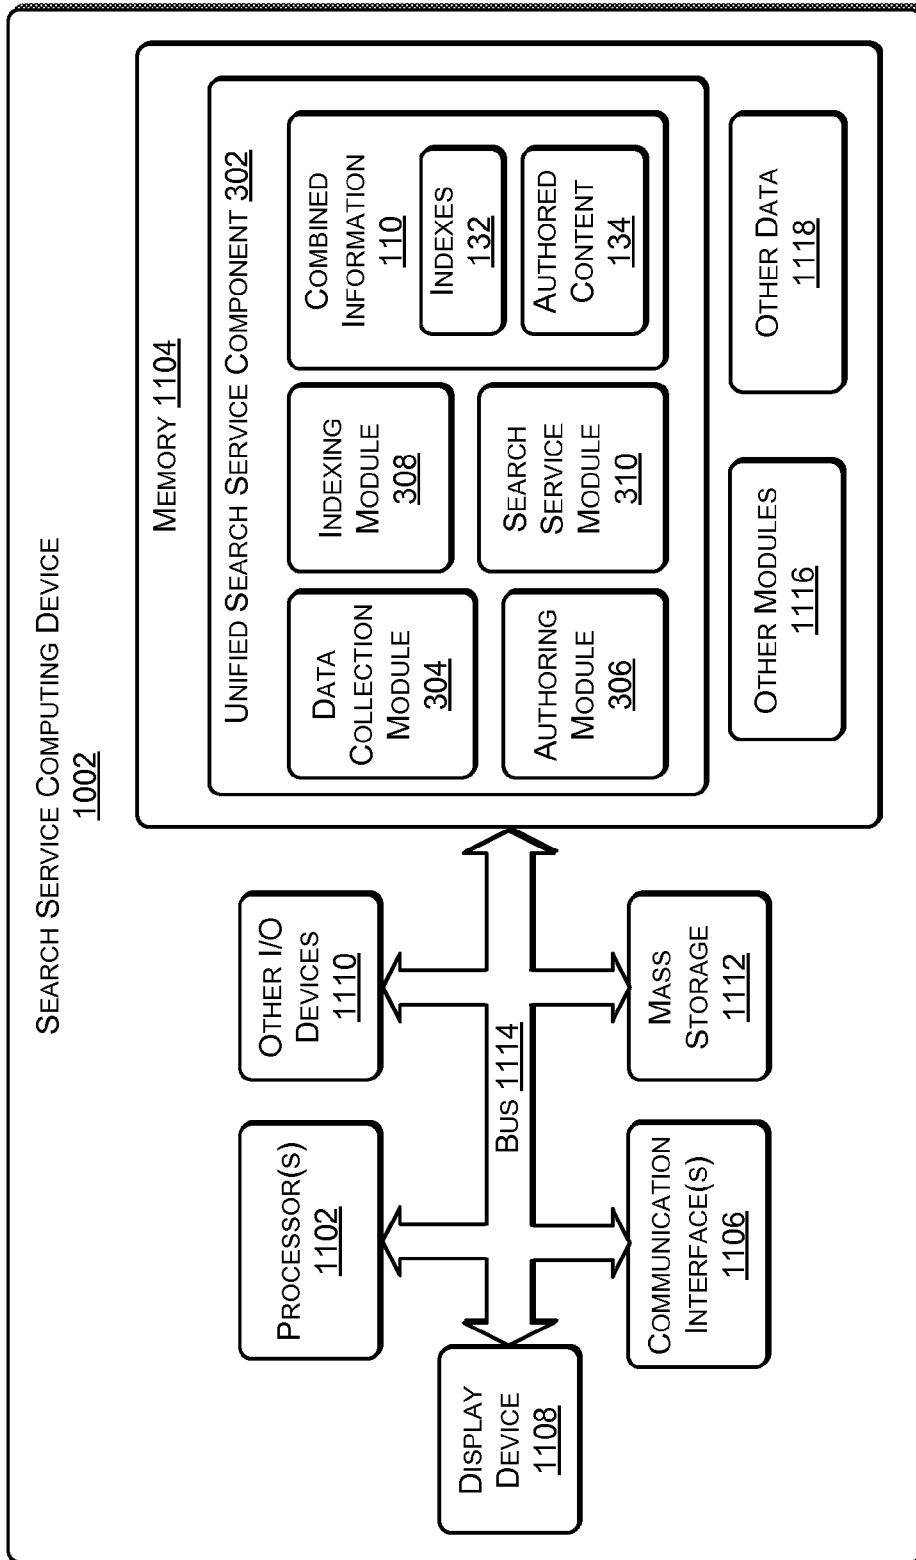 SEARCH SERVICE COMPUTING DEVICE
1002
PROCESSOR(S)
1102
OTHER I/O
DEVICES
1110
DISPLAY
DEVICE
1108
BUS 1114
COMMUNICATION
INTERFACE(S)
1106
MASS
STORAGE
1112
MEMORY 1104
UNIFIED SEARCH SERVICE COMPONENT 302
DATA
COLLECTION
MODULE
304
INDEXING
MODULE
308
COMBINED
INFORMATION
110
INDEXES
132
AUTHORED
CONTENT
134
AUTHORING
MODULE
306
SEARCH
SERVICE
MODULE
310
OTHER MODULES
1116
OTHER DATA
1118